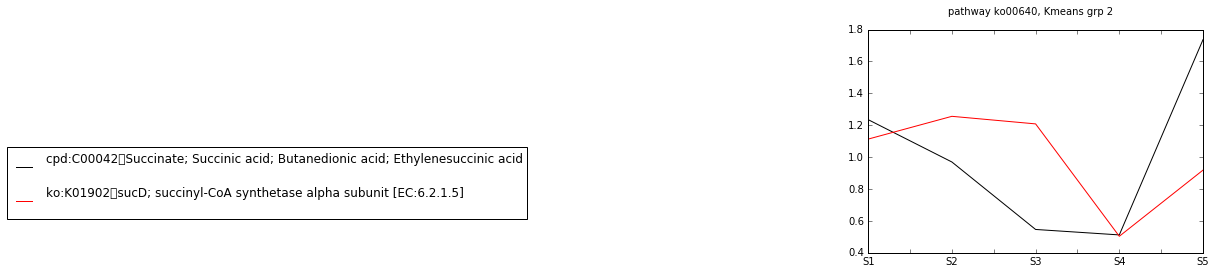 pathway ko00640, Kmeans grp 2
1.8
1.6
1.4
1.2
1.0
0.8
0.6
0.4
S1 S2 S3 S4 S5
cpd:C00042▯Succinate; Succinic acid; Butanedionic acid; Ethylenesuccinic acid
ko:K01902▯sucD; succinyl-CoA synthetase alpha subunit [EC:6.2.1.5]